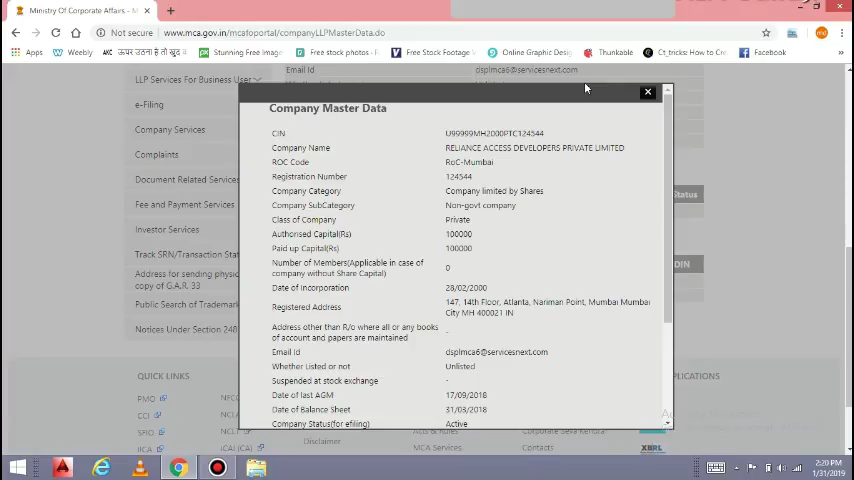 Ministry Of Corporate Affairs - M
Not secure www.mca.gov.in/mcafoportal/companyLLPMasterData.do
Apps Weebly ऊपर उठना है तो खुद Stunning Free Image Free stock photos · F Free Stock Footage Online Graphic Desig Thunkable Ct_tricks: How to Cre Facebook
LLP Services For Business User
Email Id dsplmca6@servicesnext.com
e-Filing
Company Services
Complaints
Document Related Services
Fee and Payment Services
Investor Services
Track SRN/Transaction Stat
Address for sending physic
copy of G.A.R. 33
Public Search of Trademark
Notices Under Section 248
Company Master Data
CIN U99999MH2000PTC124544
Company Name RELIANCE ACCESS DEVELOPERS PRIVATE LIMITED
ROC Code RoC-Mumbai
Registration Number 124544
Company Category Company limited by Shares
Company SubCategory Non-govt company
Class of Company Private
Authorised Capital(Rs) 100000
Paid up Capital(Rs) 100000
Number of Members(Applicable in case of
company without Share Capital) 0
Date of Incorporation 28/02/2000
Registered Address 147, 14th Floor, Atlanta, Nariman Point, Mumbai Mumbai
City MH 400021 IN
Address other than R/o where all or any books
of account and papers are maintained -
Email Id dsplmca6@servicesnext.com
Whether Listed or not Unlisted
Suspended at stock exchange -
Date of last AGM 17/09/2018
Date of Balance Sheet 31/03/2018
Company Status(for efiling) Active
Status
DIN
QUICK LINKS
PLICATIONS
PMO
CCI
SFIO
IICA
NCLT
ICAI (CA)
Disclaimer
Acts & Rules
MCA Services
Corporate Seva Kendra
Contacts
XBRL
2:20 PM
1/31/2019